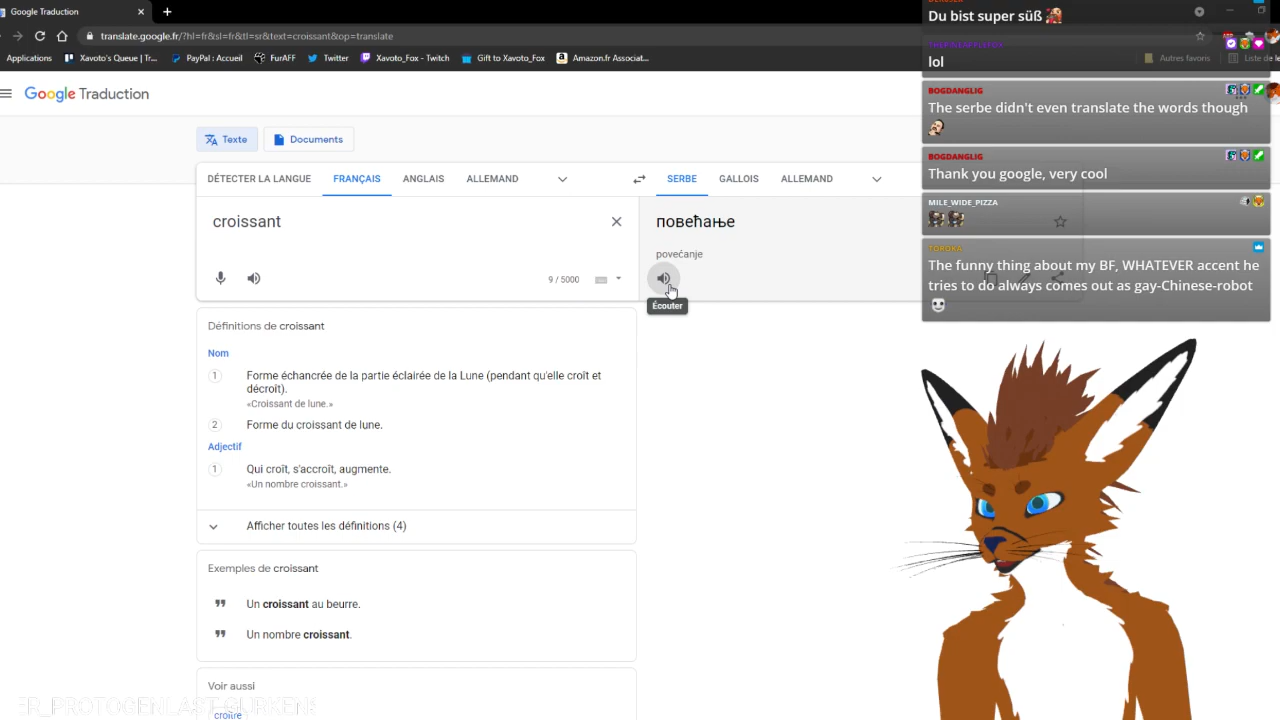 Google Traduction
translate.google.fr/?hl=fr&sl=fr&tl=sr&text=croissant&op=translate
Applications
Xavoto's Queue | Tr...
PayPal : Accueil
FurAFF
Twitter
Xavoto_Fox - Twitch
Gift to Xavoto_Fox
Amazon.fr Associat...
Autres favoris
Google Traduction
Texte
Documents
DÉTECTER LA LANGUE
FRANÇAIS
ANGLAIS
ALLEMAND
SERBE
GALLOIS
ALLEMAND
croissant
9 / 5000
повећање
povećanje
Écouter
Définitions de croissant
Nom
1
Forme échancrée de la partie éclairée de la Lune (pendant qu'elle croît et
décroît).
«Croissant de lune.»
2
Forme du croissant de lune.
Adjectif
1
Qui croît, s'accroît, augmente.
«Un nombre croissant.»
Afficher toutes les définitions (4)
Exemples de croissant
Un croissant au beurre.
Un nombre croissant.
Voir aussi
croître
Du bist super süß
lol
BOGDANGLIG
The serbe didn't even translate the words though
BOGDANGLIG
Thank you google, very cool
MILE_WIDE_PIZZA
The funny thing about my BF, WHATEVER accent he
tries to do always comes out as gay-Chinese-robot